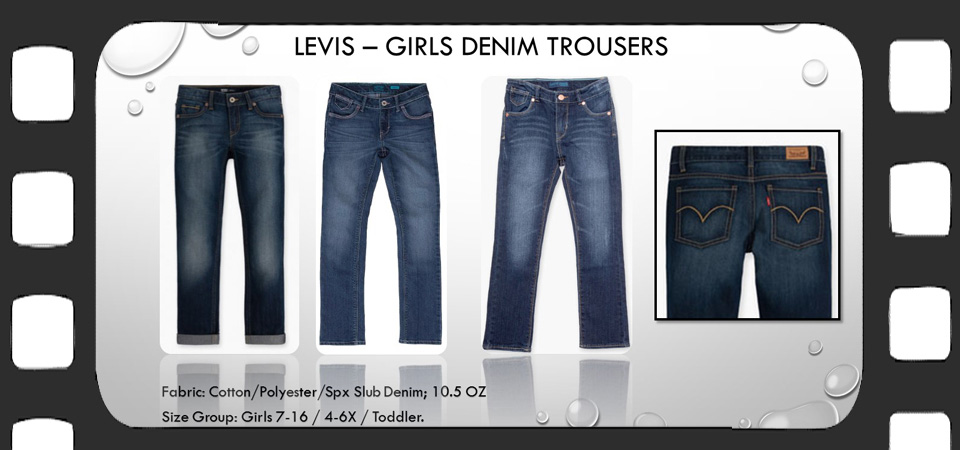 LEVIS – GIRLS DENIM TROUSERS
Fabric: Cotton/Polyester/Spx Slub Denim; 10.5 OZ
Size Group: Girls 7-16 / 4-6X / Toddler.